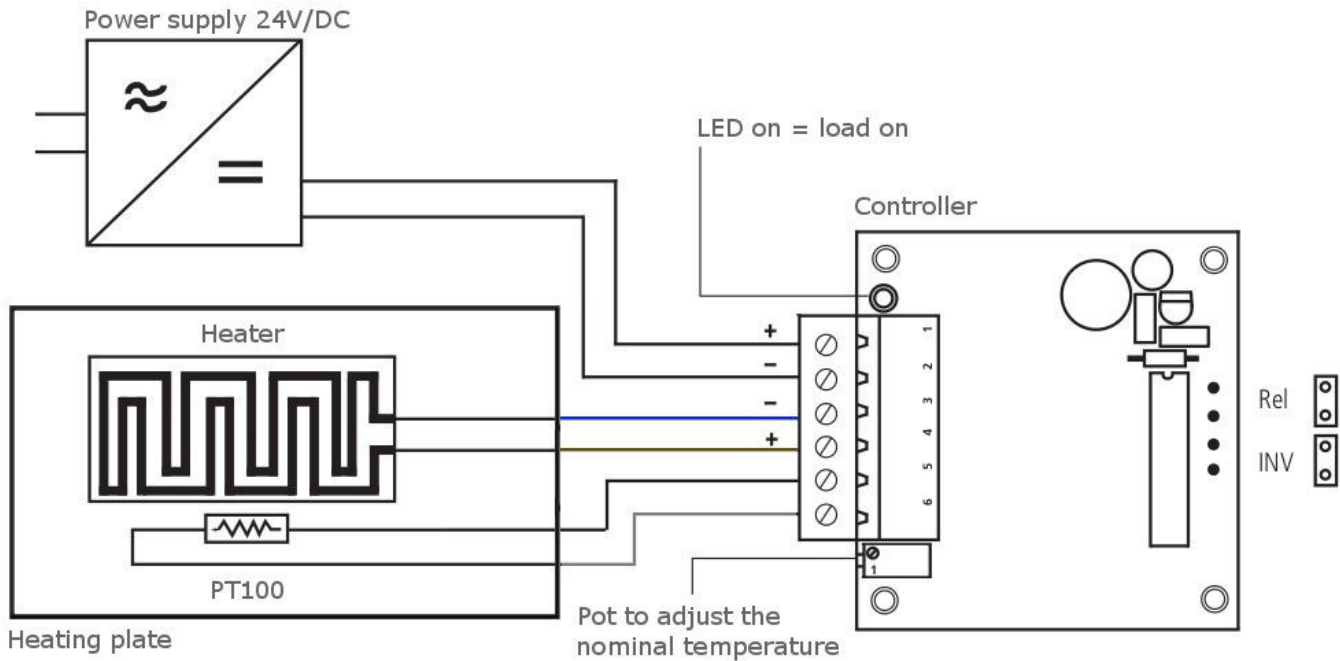 Power supply 24V/DC
LED on = load on
Controller
Heater
+
−
−
+
1
2
3
4
5
6
Rel
INV
1
PT100
Pot to adjust the
nominal temperature
Heating plate